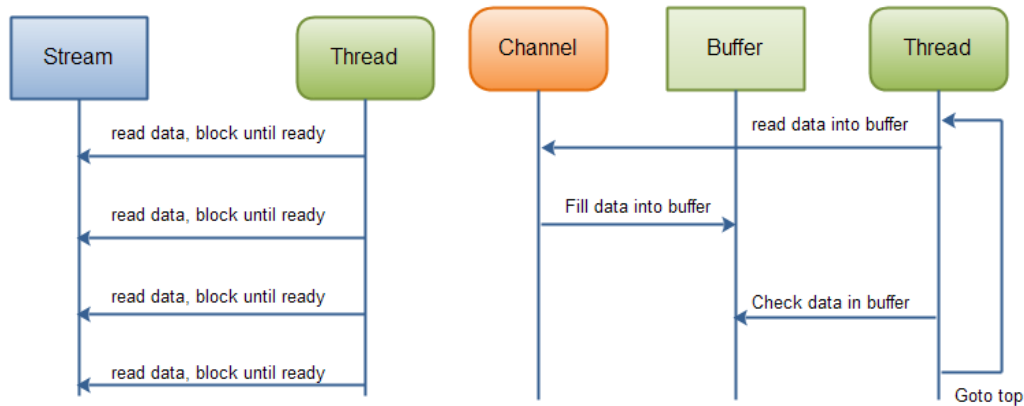 Stream
Thread
read data, block until ready
read data, block until ready
read data, block until ready
read data, block until ready
Channel
Buffer
Thread
read data into buffer
Fill data into buffer
Check data in buffer
Goto top